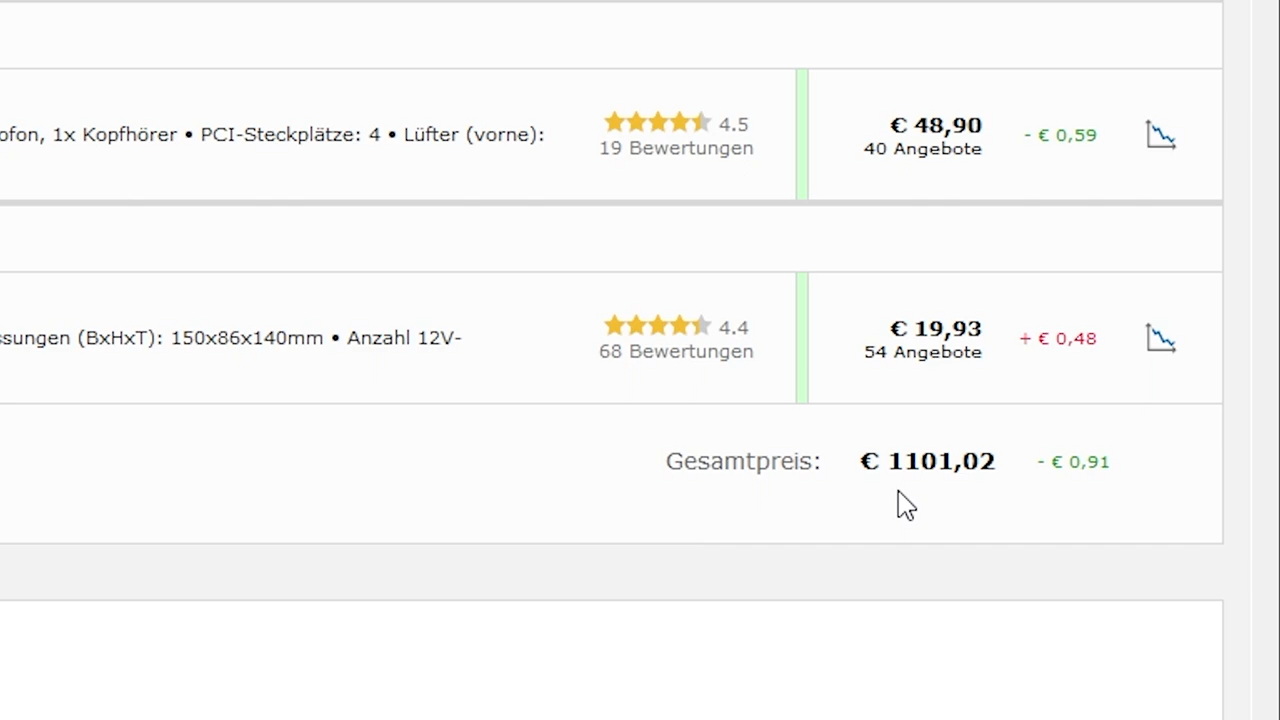 ofon, 1x Kopfhörer • PCI-Steckplätze: 4 • Lüfter (vorne):
4.5
19 Bewertungen
€ 48,90
40 Angebote
- € 0,59
ssungen (BxHxT): 150x86x140mm • Anzahl 12V-
4.4
68 Bewertungen
€ 19,93
54 Angebote
+ € 0,48
Gesamtpreis: € 1101,02 - € 0,91